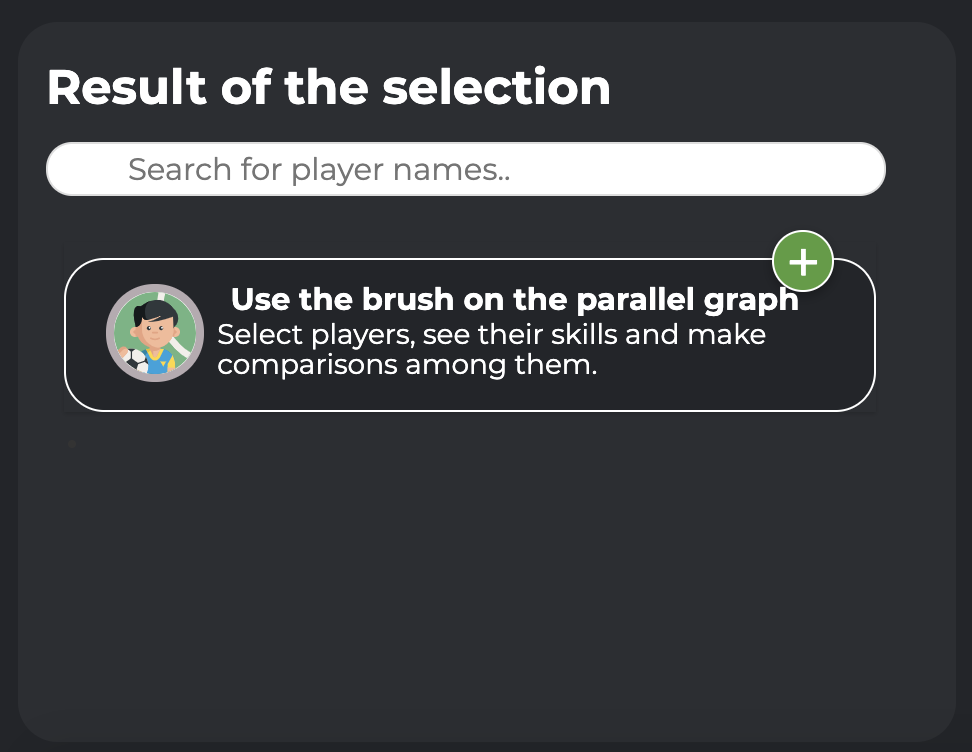 Result of the selection
Search for player names..
Use the brush on the parallel graph
Select players, see their skills and make
comparisons among them.